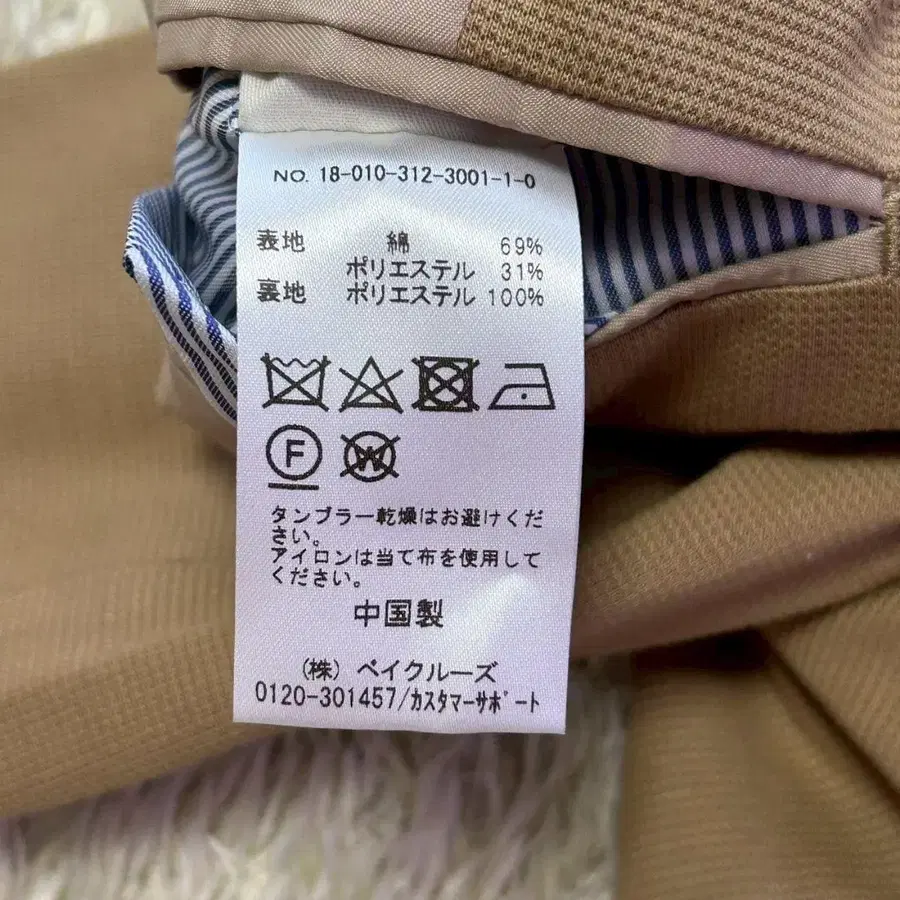 NO. 18-010-312-3001-1-0
表地 綿 69%
ポリエステル 31%
裏地 ポリエステル 100%
F W
タンブラー乾燥はお避けくだ
さい。
アイロンは当て布を使用して
ください。
中国製
(株) ベイクルーズ
0120-301457/ｶｽﾀﾏｰｻﾎﾟｰﾄ